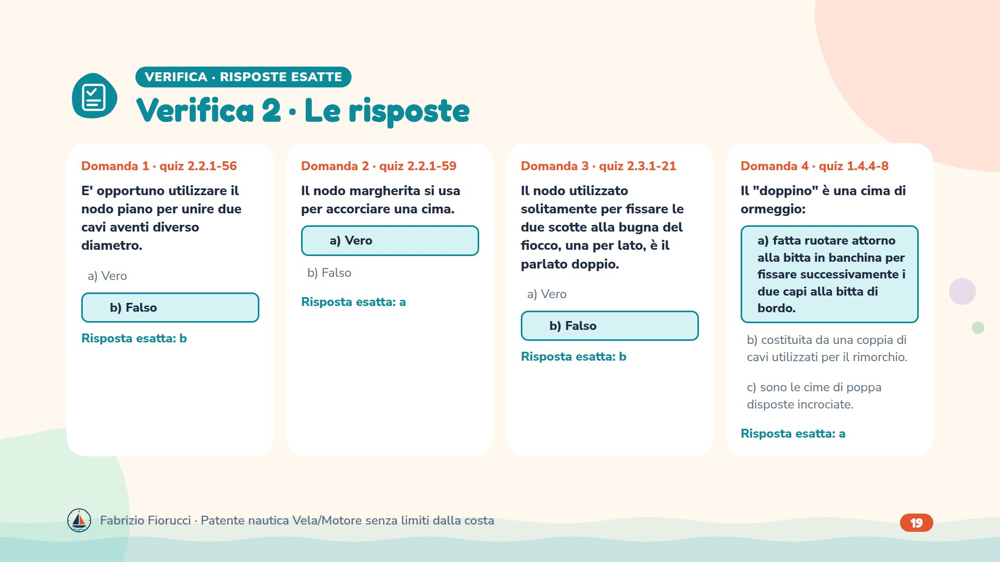 VERIFICA · RISPOSTE ESATTE
Verifica 2 · Le risposte
Domanda 1 · quiz 2.2.1-56
E' opportuno utilizzare il
nodo piano per unire due
cavi aventi diverso
diametro.
a) Vero
b) Falso
Risposta esatta: b
Domanda 2 · quiz 2.2.1-59
Il nodo margherita si usa
per accorciare una cima.
a) Vero
b) Falso
Risposta esatta: a
Domanda 3 · quiz 2.3.1-21
Il nodo utilizzato
solitamente per fissare le
due scotte alla bugna del
fiocco, una per lato, è il
parlato doppio.
a) Vero
b) Falso
Risposta esatta: b
Domanda 4 · quiz 1.4.4-8
Il "doppino" è una cima di
ormeggio:
a) fatta ruotare attorno
alla bitta in banchina per
fissare successivamente i
due capi alla bitta di
bordo.
b) costituita da una coppia di
cavi utilizzati per il rimorchio.
c) sono le cime di poppa
disposte incrociate.
Risposta esatta: a
Fabrizio Fiorucci · Patente nautica Vela/Motore senza limiti dalla costa
19